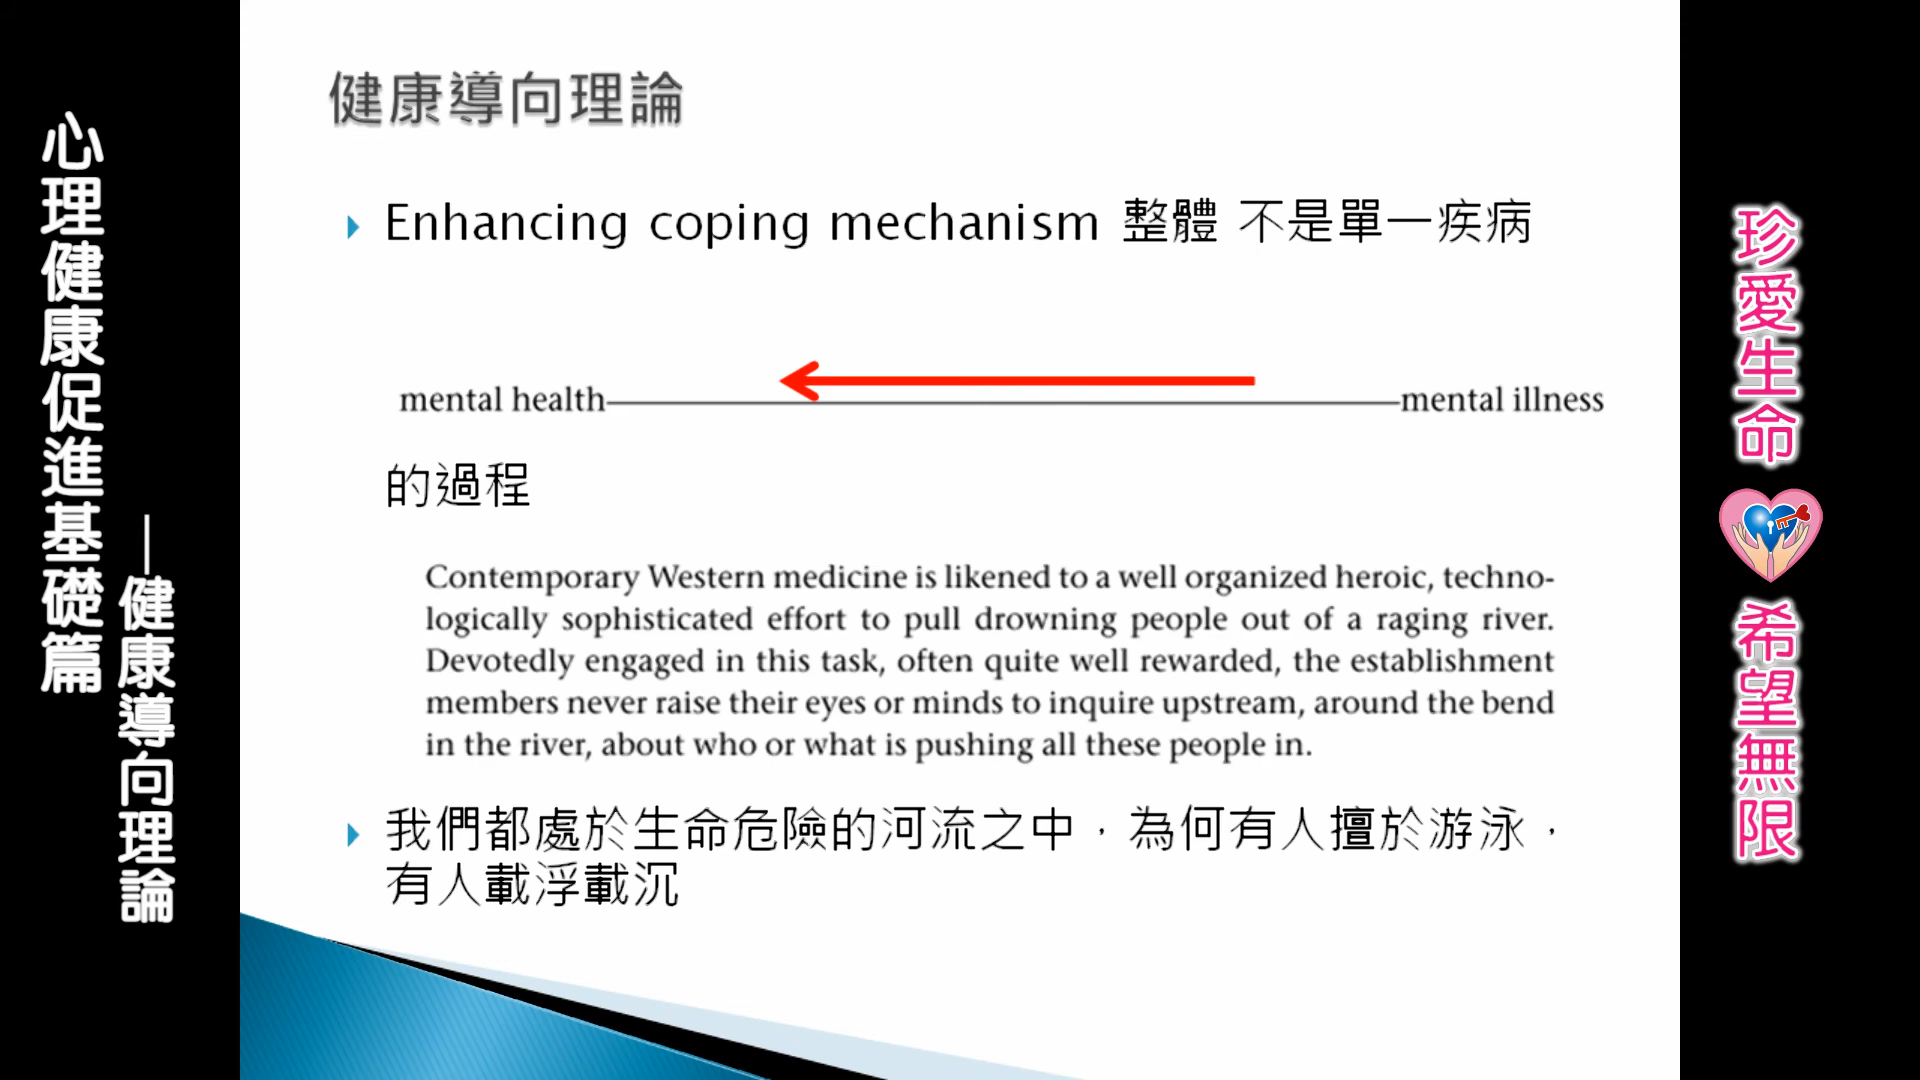 心理健康促進基礎篇
—健康導向理論
健康導向理論
Enhancing coping mechanism 整體 不是單一疾病
mental health mental illness
的過程
Contemporary Western medicine is likened to a well organized heroic, techno-
logically sophisticated effort to pull drowning people out of a raging river.
Devotedly engaged in this task, often quite well rewarded, the establishment
members never raise their eyes or minds to inquire upstream, around the bend
in the river, about who or what is pushing all these people in.
我們都處於生命危險的河流之中，為何有人擅於游泳，
有人載浮載沉
珍愛生命
希望無限